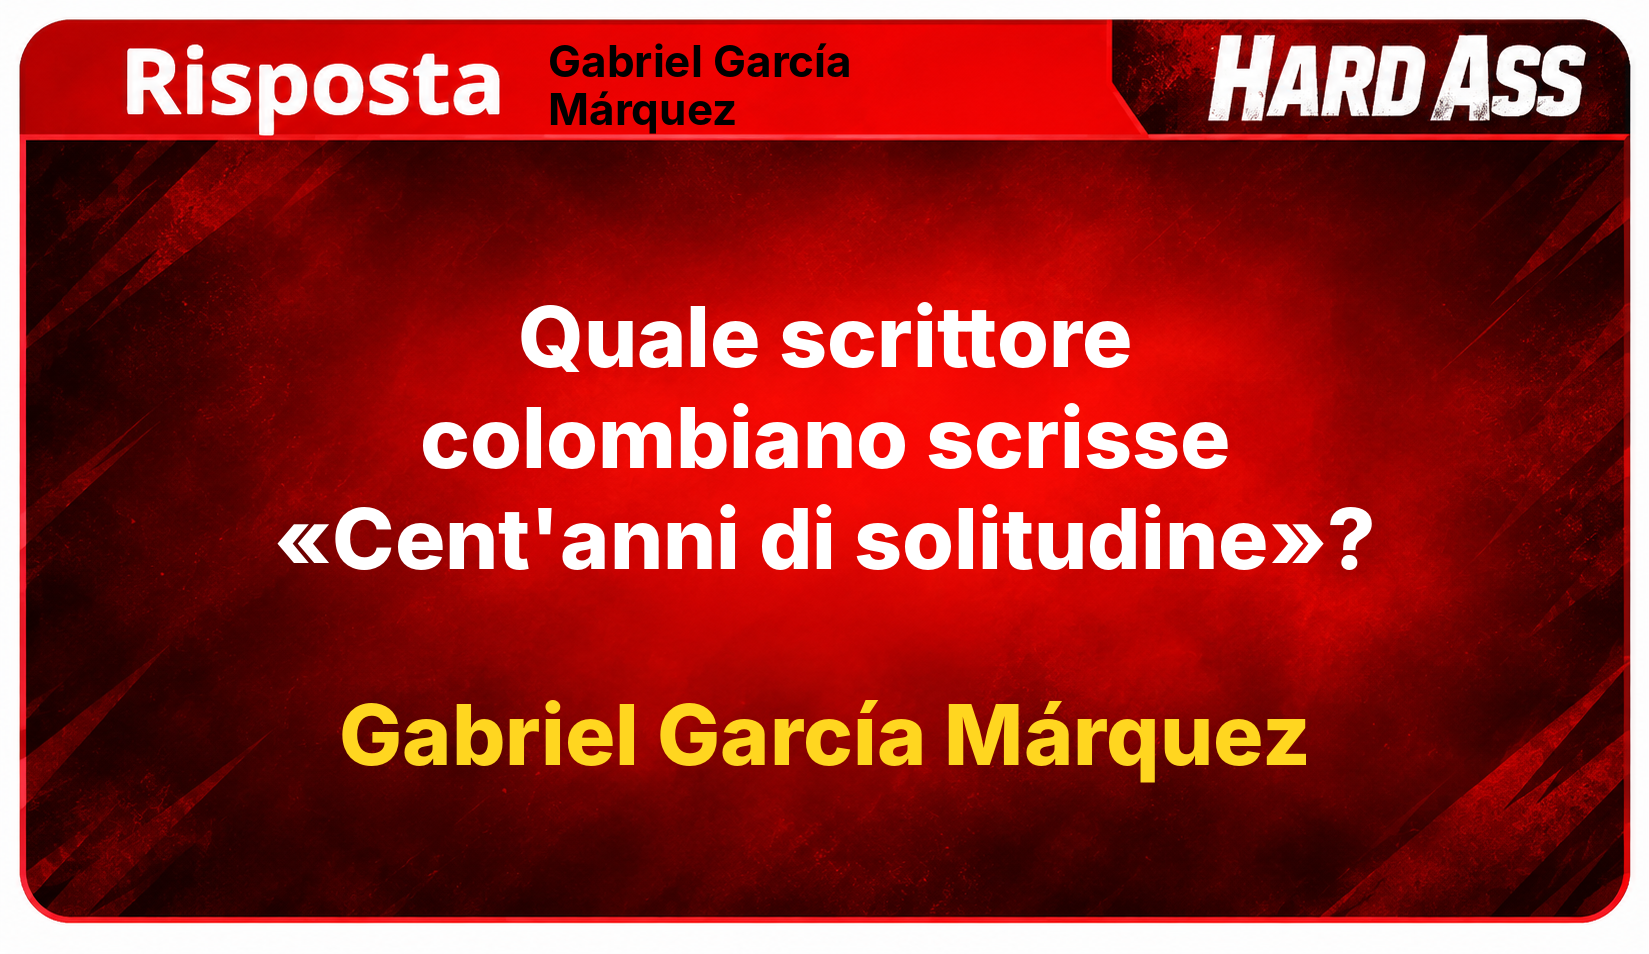 Risposta
Gabriel García
Márquez
HARD ASS
Quale scrittore
colombiano scrisse
«Cent'anni di solitudine»?
Gabriel García Márquez